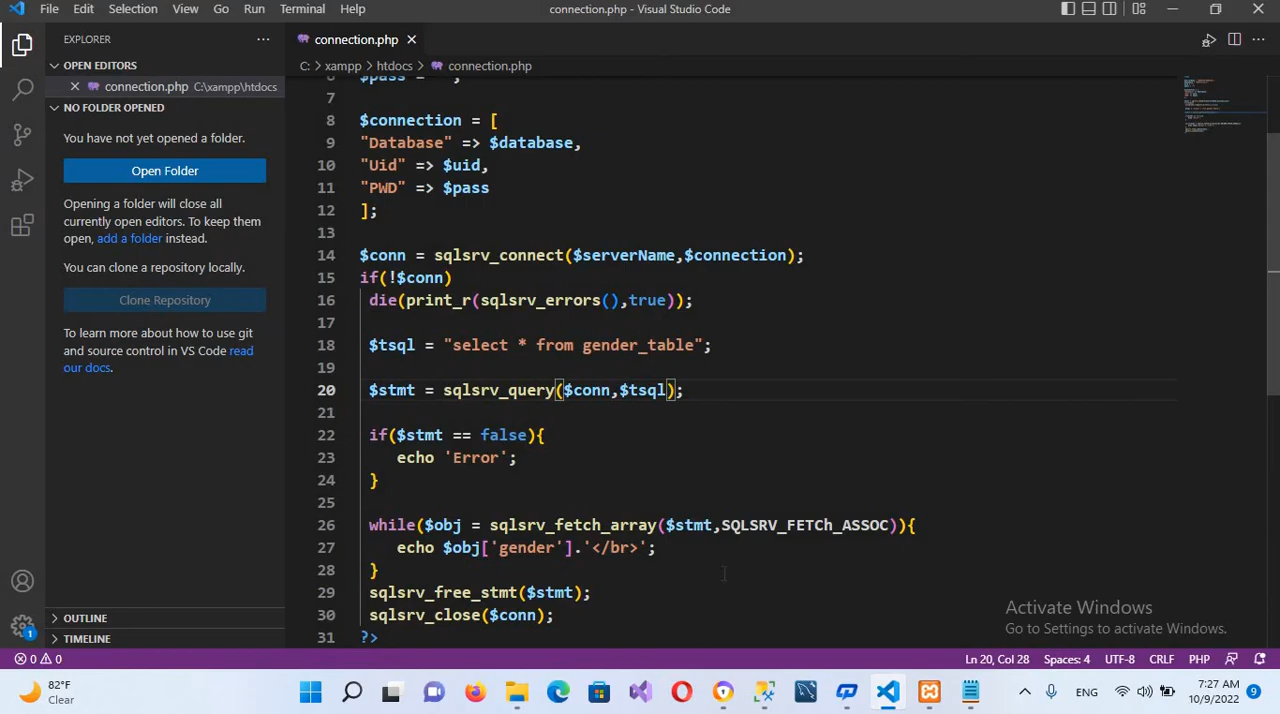 File Edit Selection View Go Run Terminal Help
connection.php - Visual Studio Code
EXPLORER
OPEN EDITORS
connection.php C:\xampp\htdocs
NO FOLDER OPENED
You have not yet opened a folder.
Open Folder
Opening a folder will close all
currently open editors. To keep them
open, add a folder instead.
You can clone a repository locally.
Clone Repository
To learn more about how to use git
and source control in VS Code read
our docs.
OUTLINE
TIMELINE
connection.php
C: > xampp > htdocs > connection.php
7
8 $connection = [
9 "Database" => $database,
10 "Uid" => $uid,
11 "PWD" => $pass
12 ];
13
14 $conn = sqlsrv_connect($serverName,$connection);
15 if(!$conn)
16 die(print_r(sqlsrv_errors(),true));
17
18 $tsql = "select * from gender_table";
19
20 $stmt = sqlsrv_query($conn,$tsql);
21
22 if($stmt == false){
23 echo 'Error';
24 }
25
26 while($obj = sqlsrv_fetch_array($stmt,SQLSRV_FETCh_ASSOC)){
27 echo $obj['gender'].'</br>';
28 }
29 sqlsrv_free_stmt($stmt);
30 sqlsrv_close($conn);
31 ?>
Activate Windows
Go to Settings to activate Windows.
0 0
Ln 20, Col 28 Spaces: 4 UTF-8 CRLF PHP
1
82°F
Clear
ENG
7:27 AM
10/9/2022
9